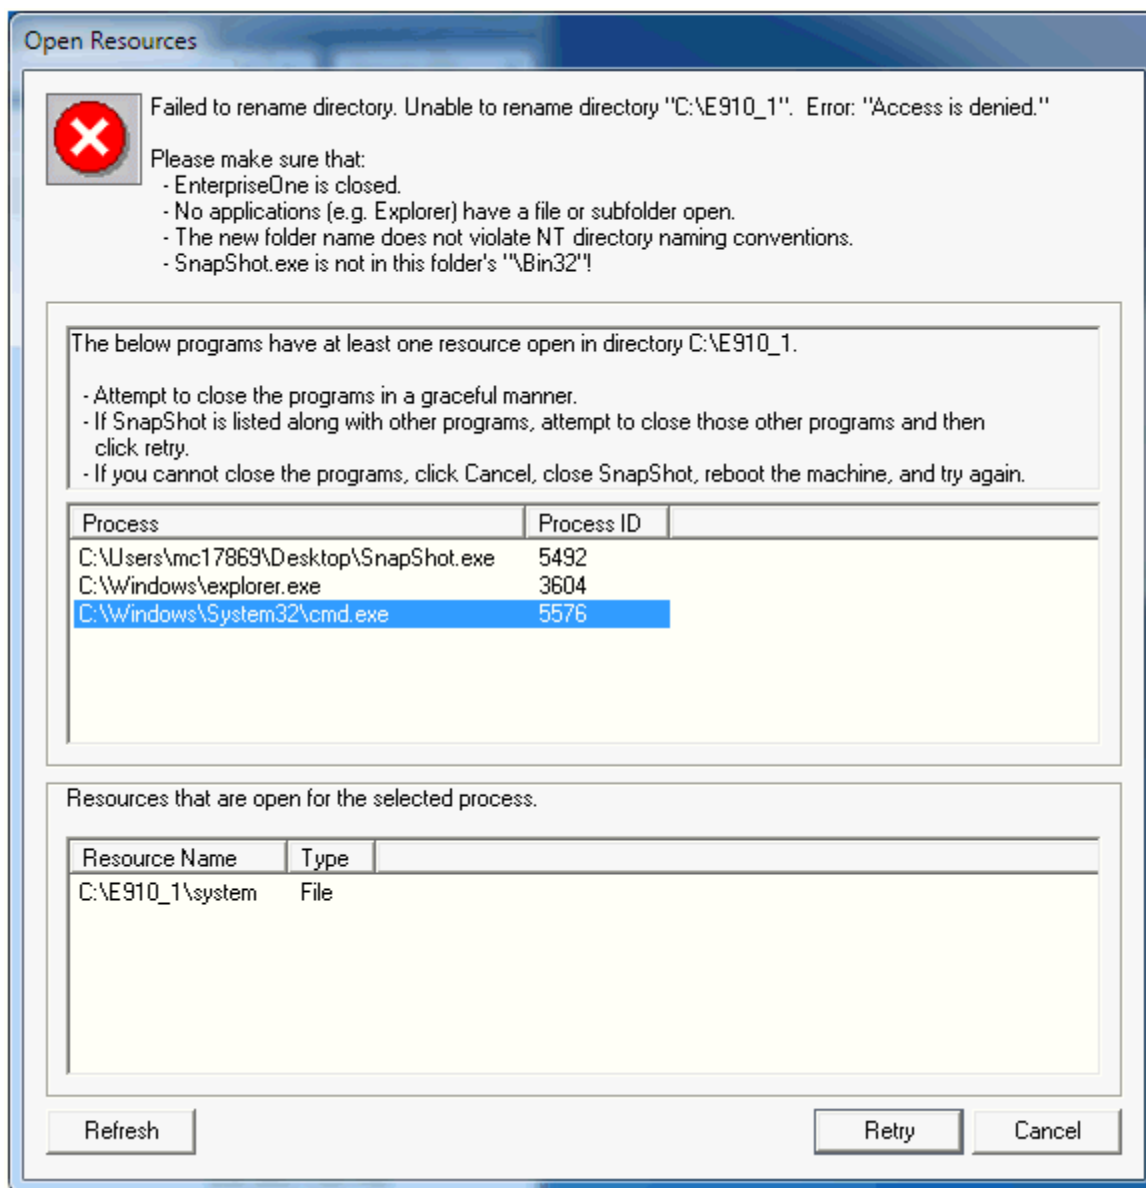 Open Resources
Failed to rename directory. Unable to rename directory "C:\E910_1".  Error: "Access is denied."
Please make sure that:
- EnterpriseOne is closed.
- No applications (e.g. Explorer) have a file or subfolder open.
- The new folder name does not violate NT directory naming conventions.
- SnapShot.exe is not in this folder's "\Bin32"!
The below programs have at least one resource open in directory C:\E910_1.
- Attempt to close the programs in a graceful manner.
- If SnapShot is listed along with other programs, attempt to close those other programs and then
click retry.
- If you cannot close the programs, click Cancel, close SnapShot, reboot the machine, and try again.
Process Process ID
C:\Users\mc17869\Desktop\SnapShot.exe 5492
C:\Windows\explorer.exe 3604
C:\Windows\System32\cmd.exe 5576
Resources that are open for the selected process.
Resource Name Type
C:\E910_1\system File
Refresh Retry Cancel